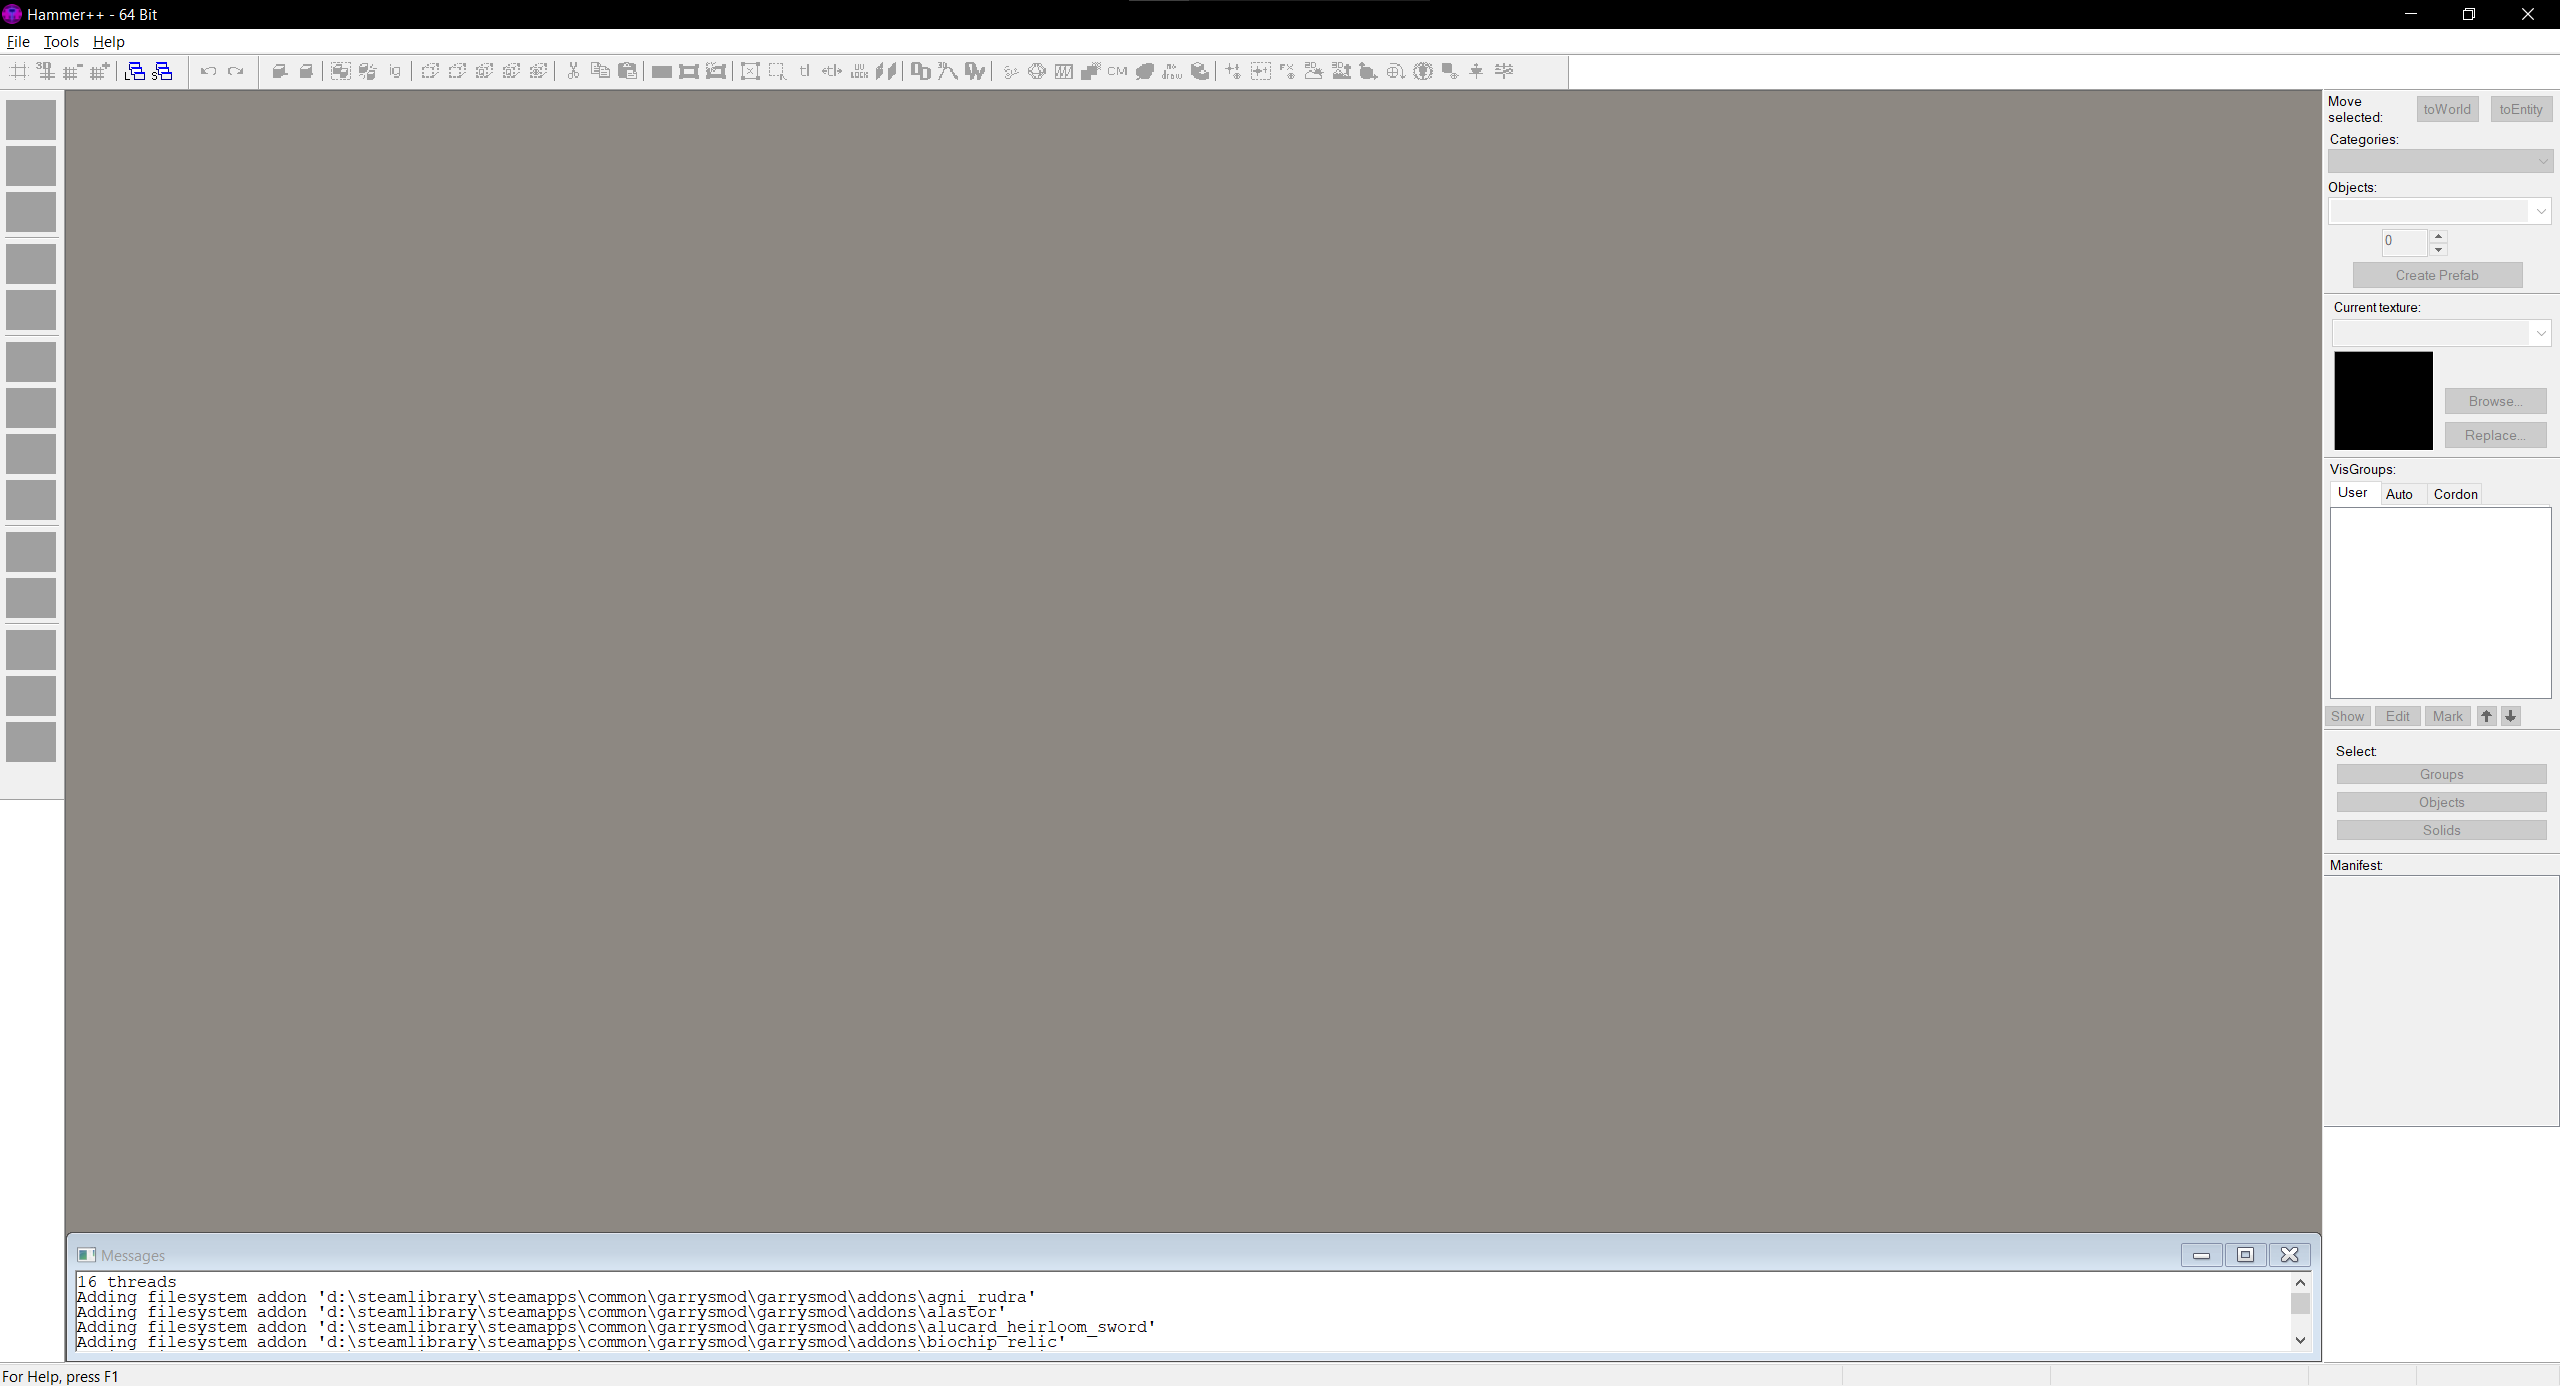 Hammer++ - 64 Bit
File Tools Help
Move selected:
toWorld
toEntity
Categories:
Objects:
0
Create Prefab
Current texture:
Browse...
Replace...
VisGroups:
User Auto Cordon
Show Edit Mark
Select:
Groups
Objects
Solids
Manifest:
Messages
16 threads
Adding filesystem addon 'd:\steamlibrary\steamapps\common\garrysmod\garrysmod\addons\agni_rudra'
Adding filesystem addon 'd:\steamlibrary\steamapps\common\garrysmod\garrysmod\addons\alastor'
Adding filesystem addon 'd:\steamlibrary\steamapps\common\garrysmod\garrysmod\addons\alucard_heirloom_sword'
Adding filesystem addon 'd:\steamlibrary\steamapps\common\garrysmod\garrysmod\addons\biochip_relic'
For Help, press F1